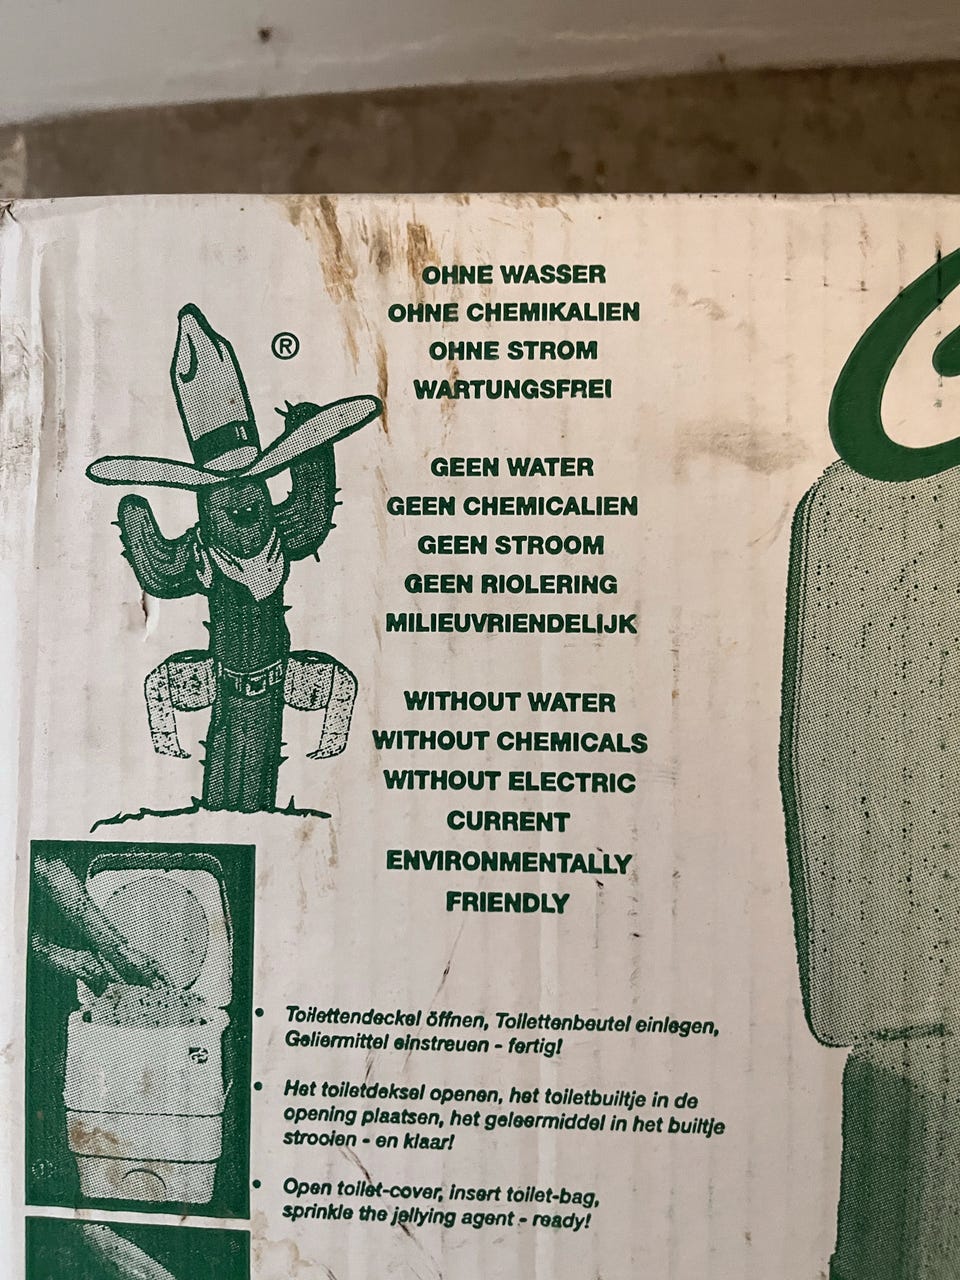 ®
OHNE WASSER
OHNE CHEMIKALIEN
OHNE STROM
WARTUNGSFREI
GEEN WATER
GEEN CHEMICALIEN
GEEN STROOM
GEEN RIOLERING
MILIEUVRIENDELIJK
WITHOUT WATER
WITHOUT CHEMICALS
WITHOUT ELECTRIC
CURRENT
ENVIRONMENTALLY
FRIENDLY
• Toilettendeckel öffnen, Toilettenbeutel einlegen,
Geliermittel einstreuen - fertig!
• Het toiletdeksel openen, het toiletbuiltje in de
opening plaatsen, het geleermiddel in het builtje
strooien - en klaar!
• Open toilet-cover, insert toilet-bag,
sprinkle the jellying agent - ready!